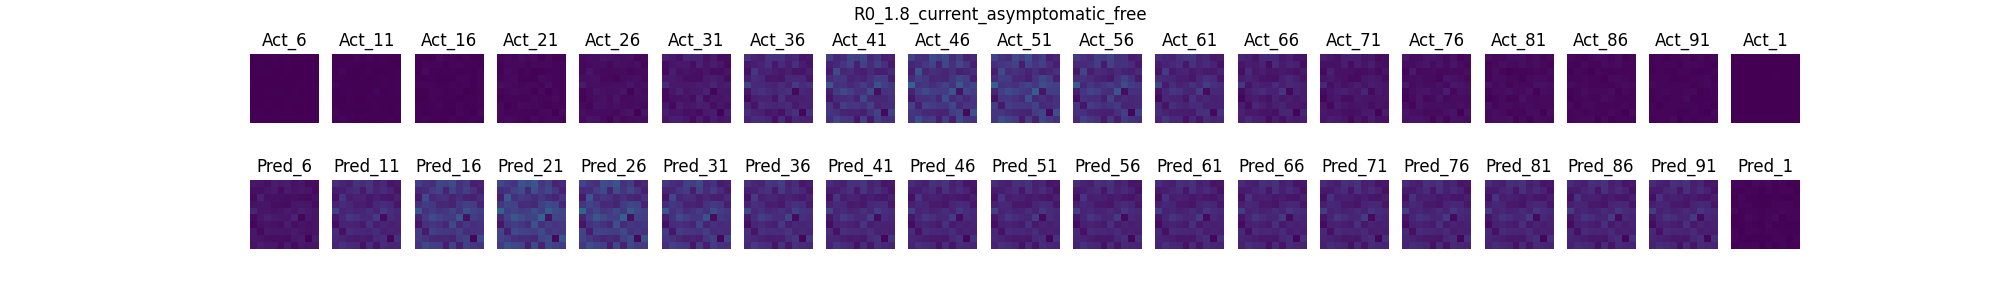 R0_1.8_current_asymptomatic_free
Act_6 Act_11 Act_16 Act_21 Act_26 Act_31 Act_36 Act_41 Act_46 Act_51 Act_56 Act_61 Act_66 Act_71 Act_76 Act_81 Act_86 Act_91 Act_1
Pred_6 Pred_11 Pred_16 Pred_21 Pred_26 Pred_31 Pred_36 Pred_41 Pred_46 Pred_51 Pred_56 Pred_61 Pred_66 Pred_71 Pred_76 Pred_81 Pred_86 Pred_91 Pred_1